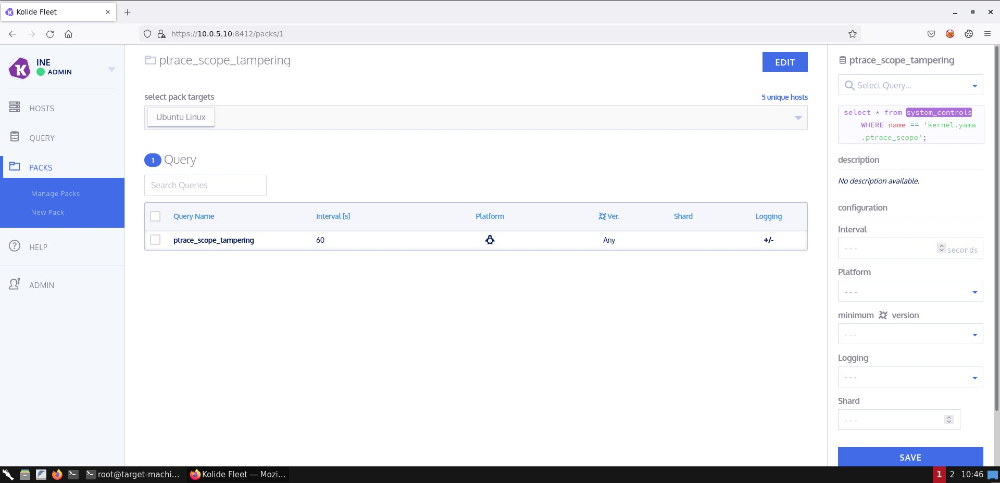 Kolide Fleet
https://10.0.5.10:8412/packs/1
INE
ADMIN
HOSTS
QUERY
PACKS
Manage Packs
New Pack
HELP
ADMIN
ptrace_scope_tampering
EDIT
select pack targets
5 unique hosts
Ubuntu Linux
1 Query
Search Queries
Query Name Interval [s] Platform Ver. Shard Logging
ptrace_scope_tampering 60 Any +/-
ptrace_scope_tampering
Select Query...
select * from system_controls
WHERE name == 'kernel.yama
.ptrace_scope';
description
No description available.
configuration
Interval
--- seconds
Platform
---
minimum version
---
Logging
---
Shard
---
SAVE
root@target-machi...
Kolide Fleet — Mozi...
1 2 10:46